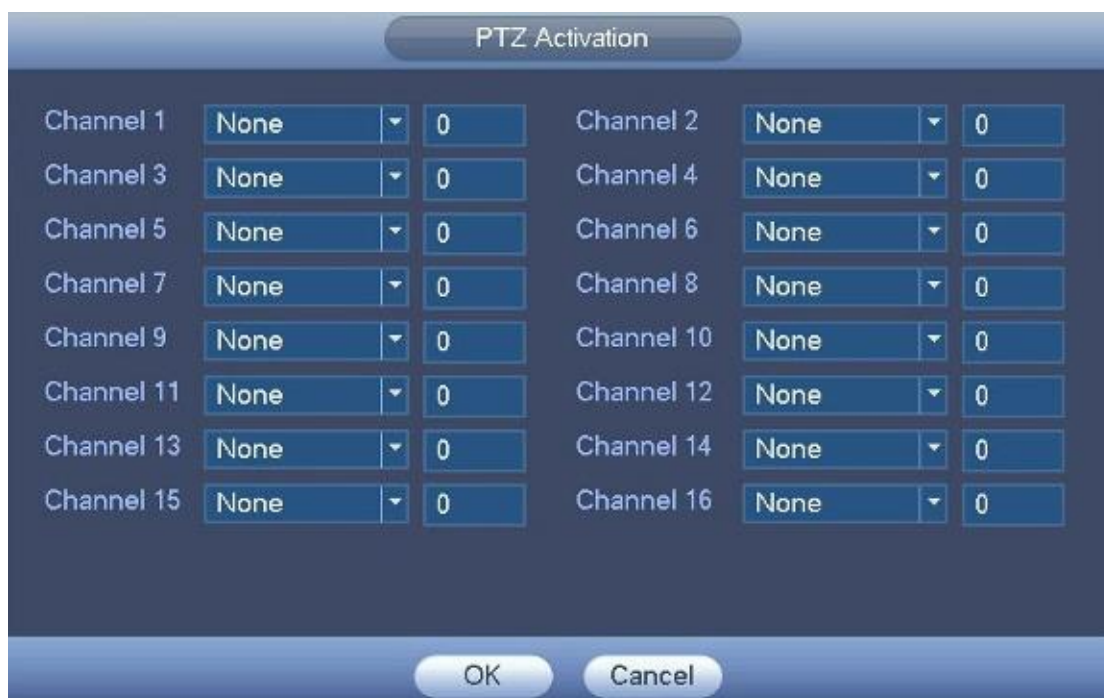 PTZ Activation
Channel 1 None 0 Channel 2 None 0
Channel 3 None 0 Channel 4 None 0
Channel 5 None 0 Channel 6 None 0
Channel 7 None 0 Channel 8 None 0
Channel 9 None 0 Channel 10 None 0
Channel 11 None 0 Channel 12 None 0
Channel 13 None 0 Channel 14 None 0
Channel 15 None 0 Channel 16 None 0
OK Cancel